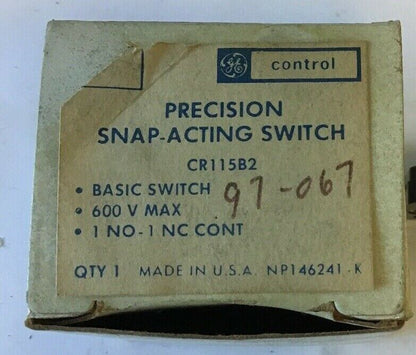 GE control
PRECISION
SNAP-ACTING SWITCH
CR115B2
• BASIC SWITCH 97-067
• 600 V MAX
• 1 NO-1 NC CONT
QTY 1 MADE IN U.S.A. NP146241-K